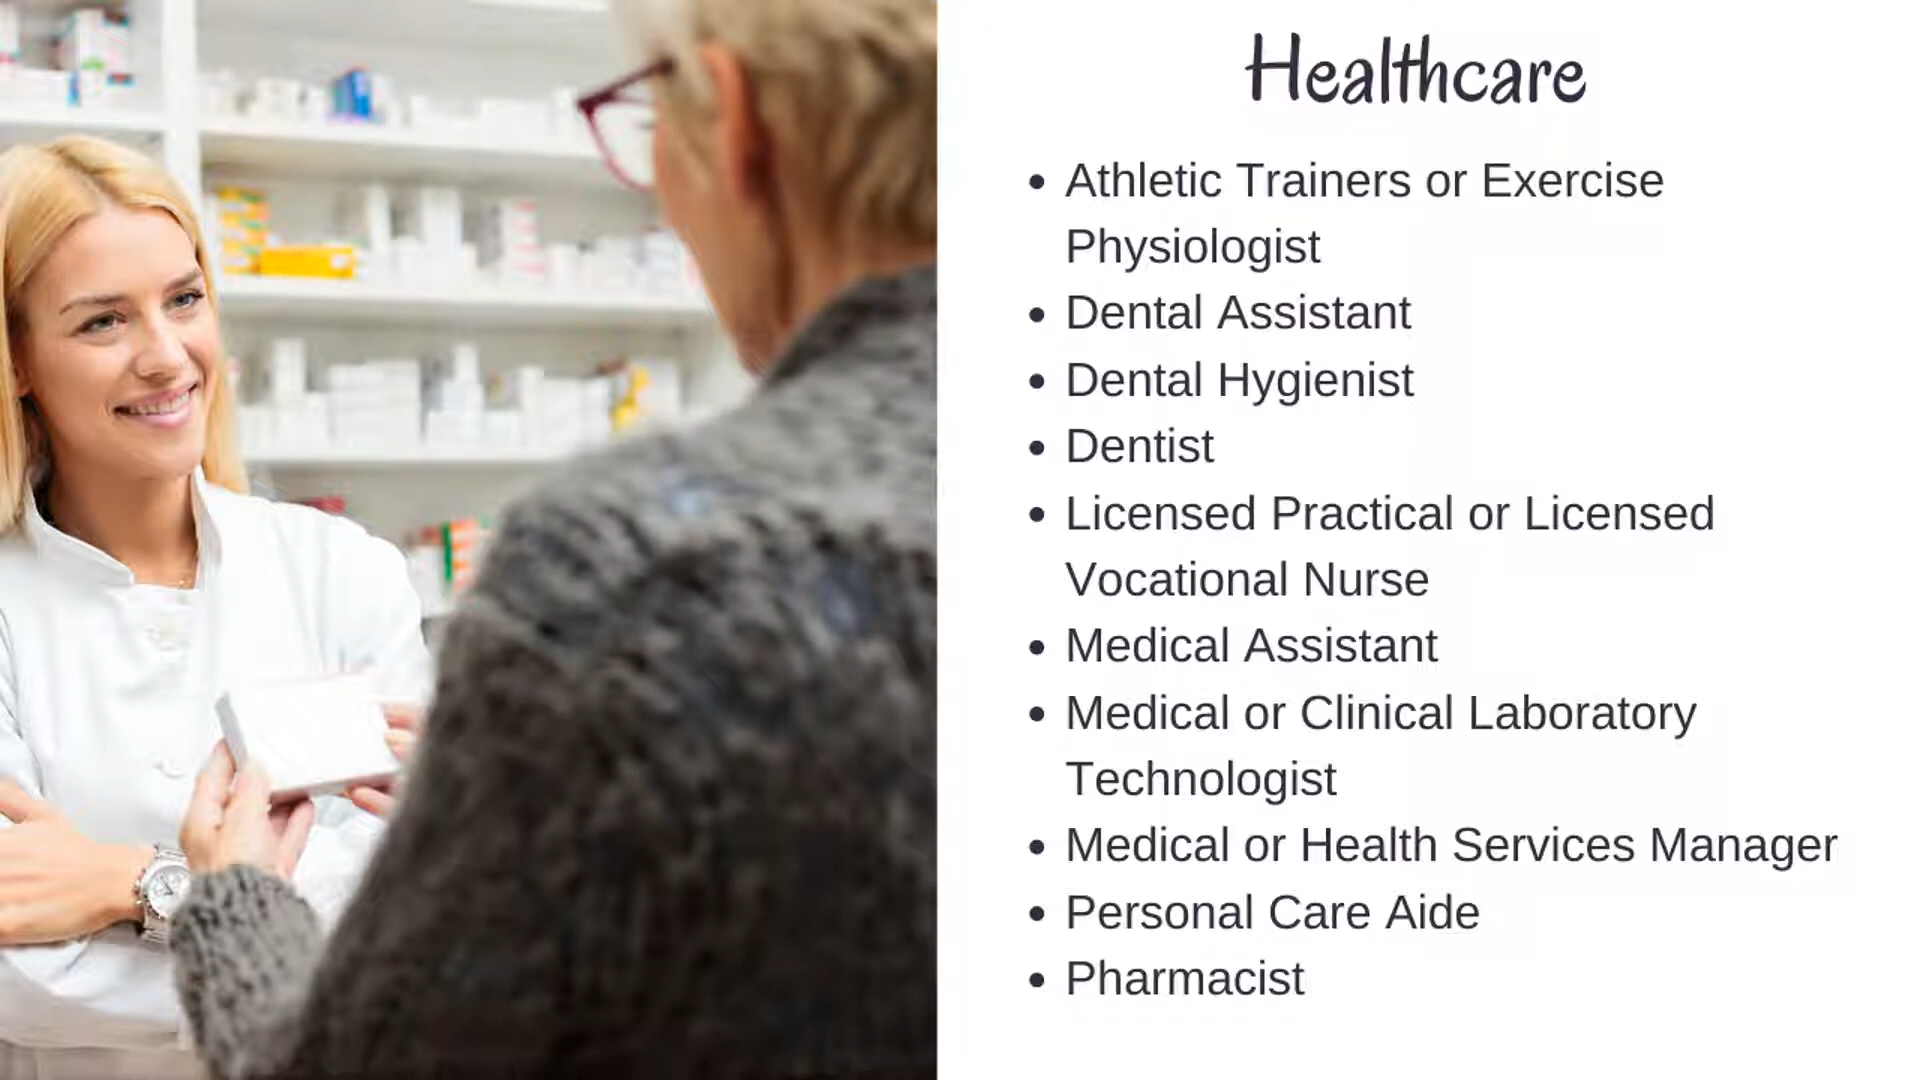 Healthcare
• Athletic Trainers or Exercise
Physiologist
• Dental Assistant
• Dental Hygienist
• Dentist
• Licensed Practical or Licensed
Vocational Nurse
• Medical Assistant
• Medical or Clinical Laboratory
Technologist
• Medical or Health Services Manager
• Personal Care Aide
• Pharmacist